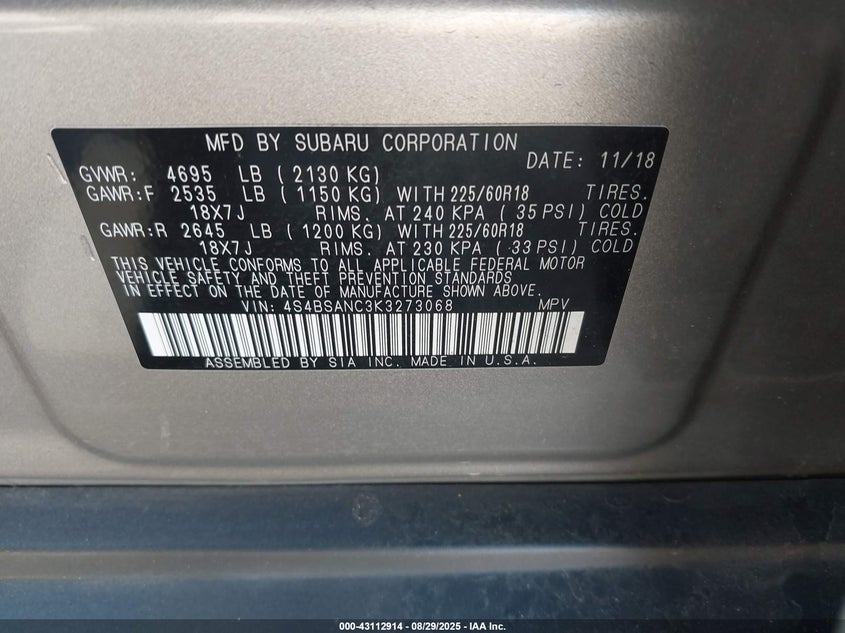 MFD BY SUBARU CORPORATION
DATE: 11/18
GVWR: 4695 LB ( 2130 KG)
GAWR:F 2535 LB ( 1150 KG) WITH 225/60R18 TIRES.
18X7J RIMS. AT 240 KPA ( 35 PSI) COLD
GAWR:R 2645 LB ( 1200 KG) WITH 225/60R18 TIRES.
18X7J RIMS. AT 230 KPA ( 33 PSI) COLD
THIS VEHICLE CONFORMS TO ALL APPLICABLE FEDERAL MOTOR
VEHICLE SAFETY AND THEFT PREVENTION STANDARDS
IN EFFECT ON THE DATE OF MANUFACTURE SHOWN ABOVE.
VIN: 4S4BSANC3K3273068 MPV
ASSEMBLED BY SIA INC. MADE IN U.S.A.
000-43112914 - 08/29/2025 - IAA Inc.